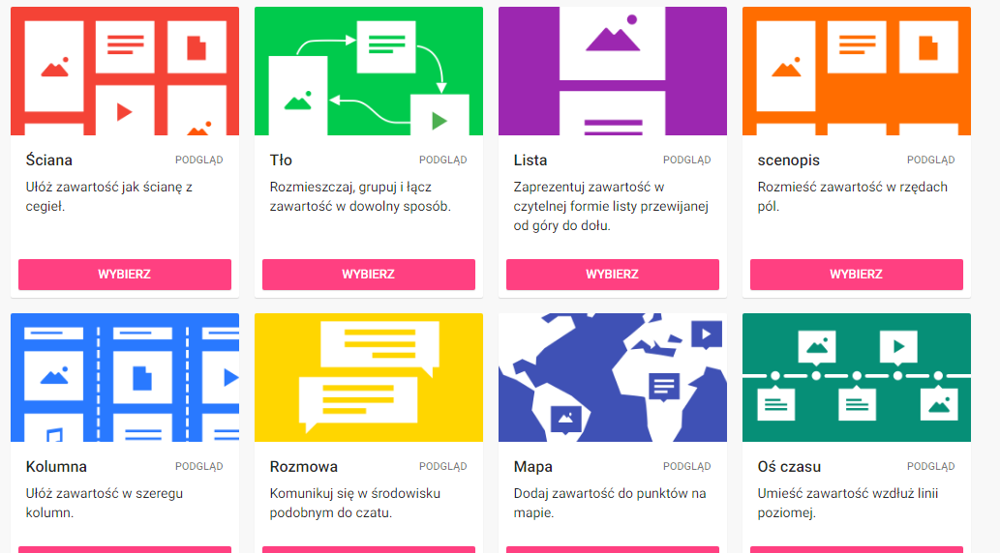 Ściana PODGLĄD
Ułóż zawartość jak ścianę z
cegieł.
WYBIERZ
Tło PODGLĄD
Rozmieszczaj, grupuj i łącz
zawartość w dowolny sposób.
WYBIERZ
Lista PODGLĄD
Zaprezentuj zawartość w
czytelnej formie listy przewijanej
od góry do dołu.
WYBIERZ
scenopis PODGLĄD
Rozmieść zawartość w rzędach
pól.
WYBIERZ
Kolumna PODGLĄD
Ułóż zawartość w szeregu
kolumn.
Rozmowa PODGLĄD
Komunikuj się w środowisku
podobnym do czatu.
Mapa PODGLĄD
Dodaj zawartość do punktów na
mapie.
Oś czasu PODGLĄD
Umieść zawartość wzdłuż linii
poziomej.